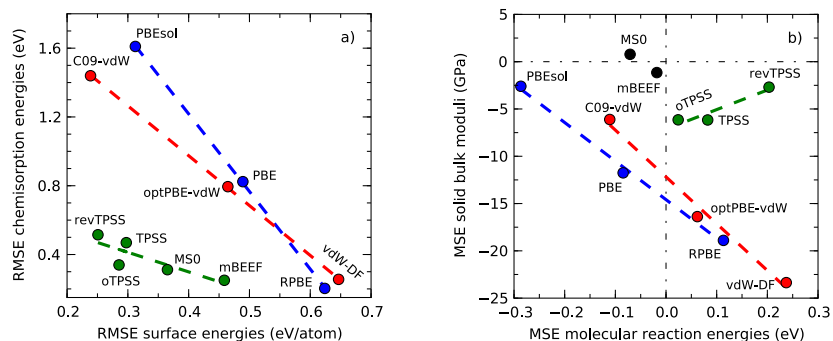 a)
PBEsol
C09-vdW
PBE
optPBE-vdW
revTPSS
TPSS
oTPSS
MS0
mBEEF
vdW-DF
RPBE
1.6
1.2
0.8
0.4
0.2
0.3
0.4
0.5
0.6
0.7
RMSE chemisorption energies (eV)
RMSE surface energies (eV/atom)
b)
MS0
mBEEF
PBEsol
C09-vdW
revTPSS
oTPSS
TPSS
PBE
optPBE-vdW
RPBE
vdW-DF
5
0
−5
−10
−15
−20
−25
−0.3
−0.2
−0.1
0.0
0.1
0.2
0.3
MSE solid bulk moduli (GPa)
MSE molecular reaction energies (eV)